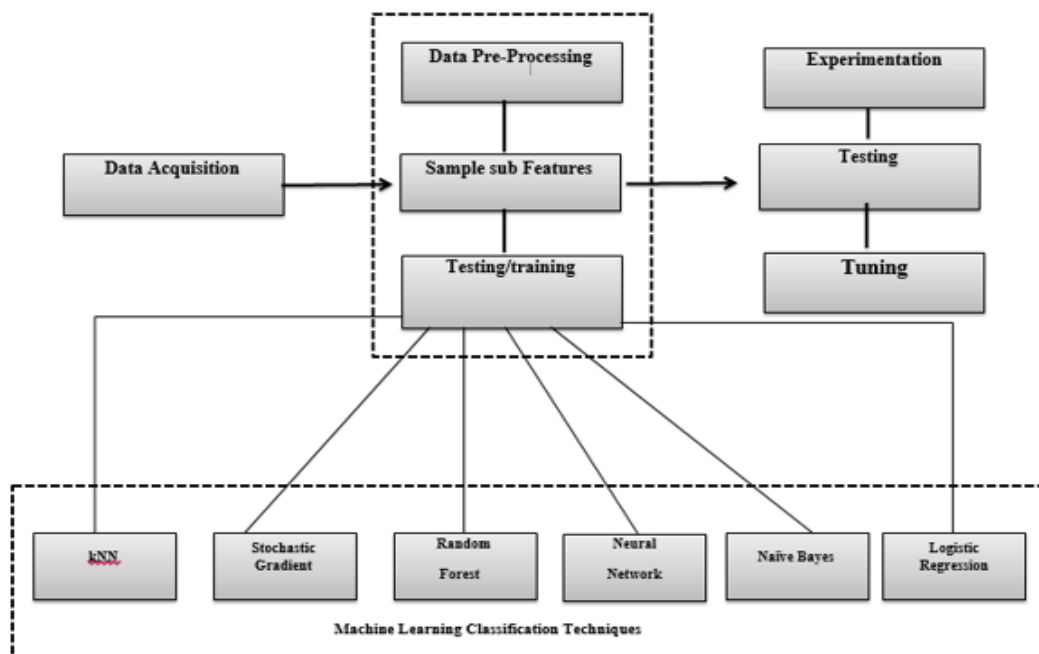 Data Pre-Processing
Experimentation
Data Acquisition
Sample sub Features
Testing
Testing/training
Tuning
kNN
Stochastic
Gradient
Random
Forest
Neural
Network
Naïve Bayes
Logistic
Regression
Machine Learning Classification Techniques